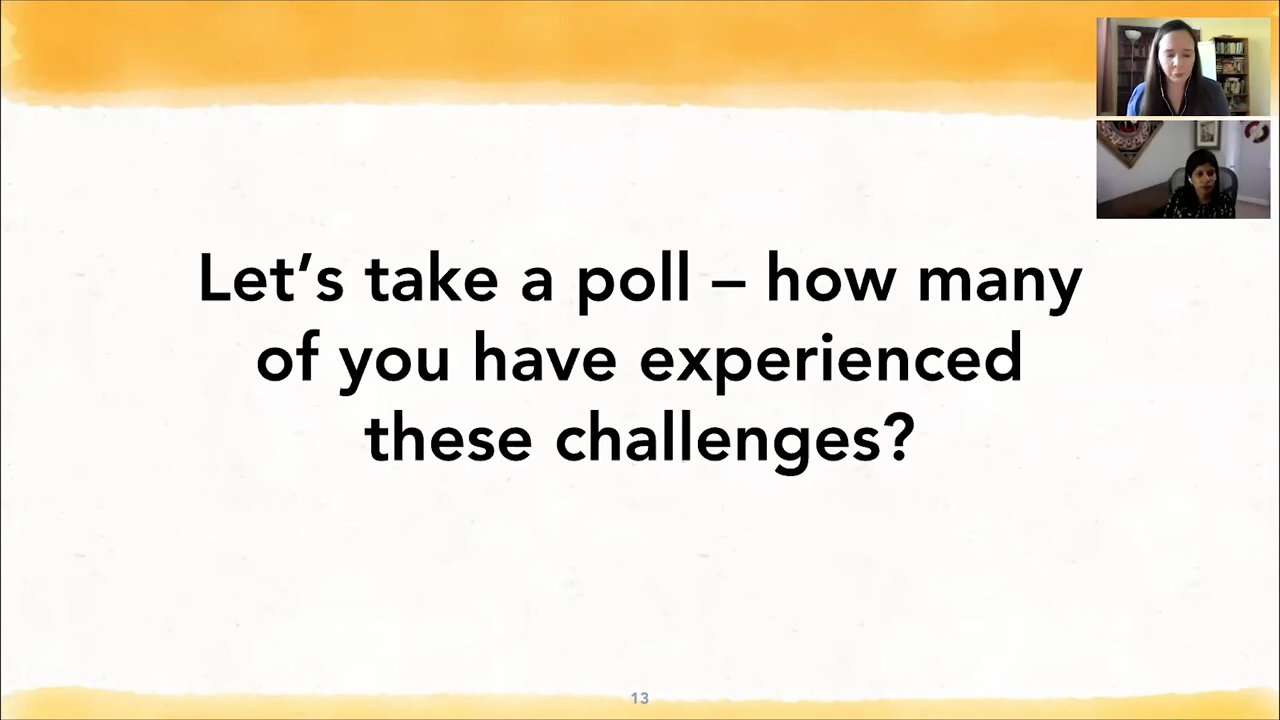 Let’s take a poll – how many
of you have experienced
these challenges?
13